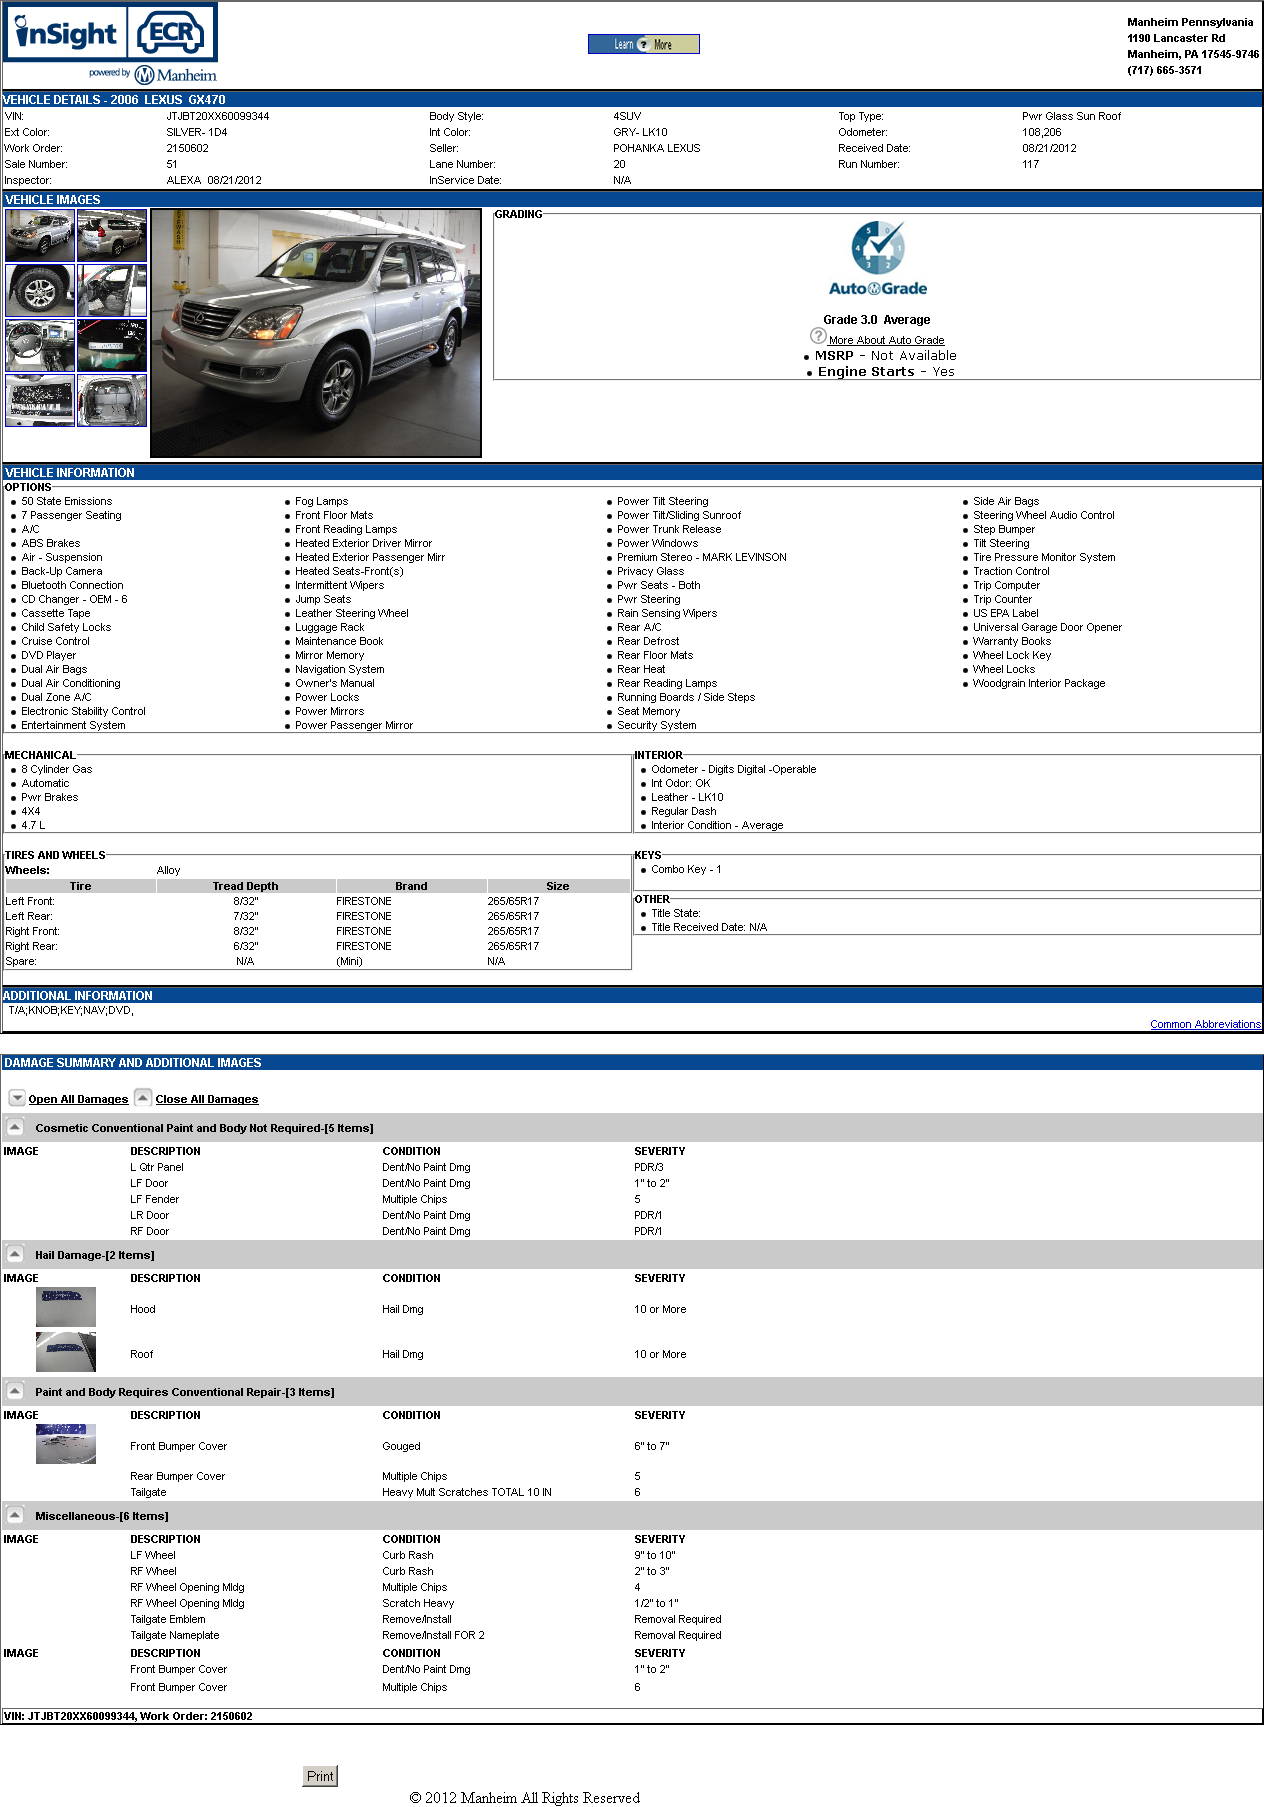 inSight ECR
powered by Manheim
Learn ? More
Manheim Pennsylvania
1190 Lancaster Rd
Manheim, PA 17545-9746
(717) 665-3571
VEHICLE DETAILS - 2006 LEXUS GX470
VIN: JTJBT20XX60099344 Body Style: 4SUV Top Type: Pwr Glass Sun Roof
Ext Color: SILVER- 1D4 Int Color: GRY- LK10 Odometer: 108,206
Work Order: 2150602 Seller: POHANKA LEXUS Received Date: 08/21/2012
Sale Number: 51 Lane Number: 20 Run Number: 117
Inspector: ALEXA 08/21/2012 InService Date: N/A
VEHICLE IMAGES
GRADING
5 0 4 1 3 2
AutoGrade
Grade 3.0 Average
? More About Auto Grade
• MSRP - Not Available
• Engine Starts - Yes
VEHICLE INFORMATION
OPTIONS
• 50 State Emissions • Fog Lamps • Power Tilt Steering • Side Air Bags
• 7 Passenger Seating • Front Floor Mats • Power Tilt/Sliding Sunroof • Steering Wheel Audio Control
• A/C • Front Reading Lamps • Power Trunk Release • Step Bumper
• ABS Brakes • Heated Exterior Driver Mirror • Power Windows • Tilt Steering
• Air - Suspension • Heated Exterior Passenger Mirr • Premium Stereo - MARK LEVINSON • Tire Pressure Monitor System
• Back-Up Camera • Heated Seats-Front(s) • Privacy Glass • Traction Control
• Bluetooth Connection • Intermittent Wipers • Pwr Seats - Both • Trip Computer
• CD Changer - OEM - 6 • Jump Seats • Pwr Steering • Trip Counter
• Cassette Tape • Leather Steering Wheel • Rain Sensing Wipers • US EPA Label
• Child Safety Locks • Luggage Rack • Rear A/C • Universal Garage Door Opener
• Cruise Control • Maintenance Book • Rear Defrost • Warranty Books
• DVD Player • Mirror Memory • Rear Floor Mats • Wheel Lock Key
• Dual Air Bags • Navigation System • Rear Heat • Wheel Locks
• Dual Air Conditioning • Owner's Manual • Rear Reading Lamps • Woodgrain Interior Package
• Dual Zone A/C • Power Locks • Running Boards / Side Steps
• Electronic Stability Control • Power Mirrors • Seat Memory
• Entertainment System • Power Passenger Mirror • Security System
MECHANICAL
• 8 Cylinder Gas
• Automatic
• Pwr Brakes
• 4X4
• 4.7 L
INTERIOR
• Odometer - Digits Digital -Operable
• Int Odor: OK
• Leather - LK10
• Regular Dash
• Interior Condition - Average
TIRES AND WHEELS
Wheels: Alloy
Tire Tread Depth Brand Size
Left Front: 8/32" FIRESTONE 265/65R17
Left Rear: 7/32" FIRESTONE 265/65R17
Right Front: 8/32" FIRESTONE 265/65R17
Right Rear: 6/32" FIRESTONE 265/65R17
Spare: N/A (Mini) N/A
KEYS
• Combo Key - 1
OTHER
• Title State:
• Title Received Date: N/A
ADDITIONAL INFORMATION
T/A;KNOB;KEY;NAV;DVD,
Common Abbreviations
DAMAGE SUMMARY AND ADDITIONAL IMAGES
Open All Damages Close All Damages
Cosmetic Conventional Paint and Body Not Required-[5 Items]
IMAGE DESCRIPTION CONDITION SEVERITY
L Qtr Panel Dent/No Paint Dmg PDR/3
LF Door Dent/No Paint Dmg 1" to 2"
LF Fender Multiple Chips 5
LR Door Dent/No Paint Dmg PDR/1
RF Door Dent/No Paint Dmg PDR/1
Hail Damage-[2 Items]
IMAGE DESCRIPTION CONDITION SEVERITY
Hood Hail Dmg 10 or More
Roof Hail Dmg 10 or More
Paint and Body Requires Conventional Repair-[3 Items]
IMAGE DESCRIPTION CONDITION SEVERITY
Front Bumper Cover Gouged 6" to 7"
Rear Bumper Cover Multiple Chips 5
Tailgate Heavy Mult Scratches TOTAL 10 IN 6
Miscellaneous-[6 Items]
IMAGE DESCRIPTION CONDITION SEVERITY
LF Wheel Curb Rash 9" to 10"
RF Wheel Curb Rash 2" to 3"
RF Wheel Opening Mldg Multiple Chips 4
RF Wheel Opening Mldg Scratch Heavy 1/2" to 1"
Tailgate Emblem Remove/Install Removal Required
Tailgate Nameplate Remove/Install FOR 2 Removal Required
IMAGE DESCRIPTION CONDITION SEVERITY
Front Bumper Cover Dent/No Paint Dmg 1" to 2"
Front Bumper Cover Multiple Chips 6
VIN: JTJBT20XX60099344, Work Order: 2150602
Print
© 2012 Manheim All Rights Reserved